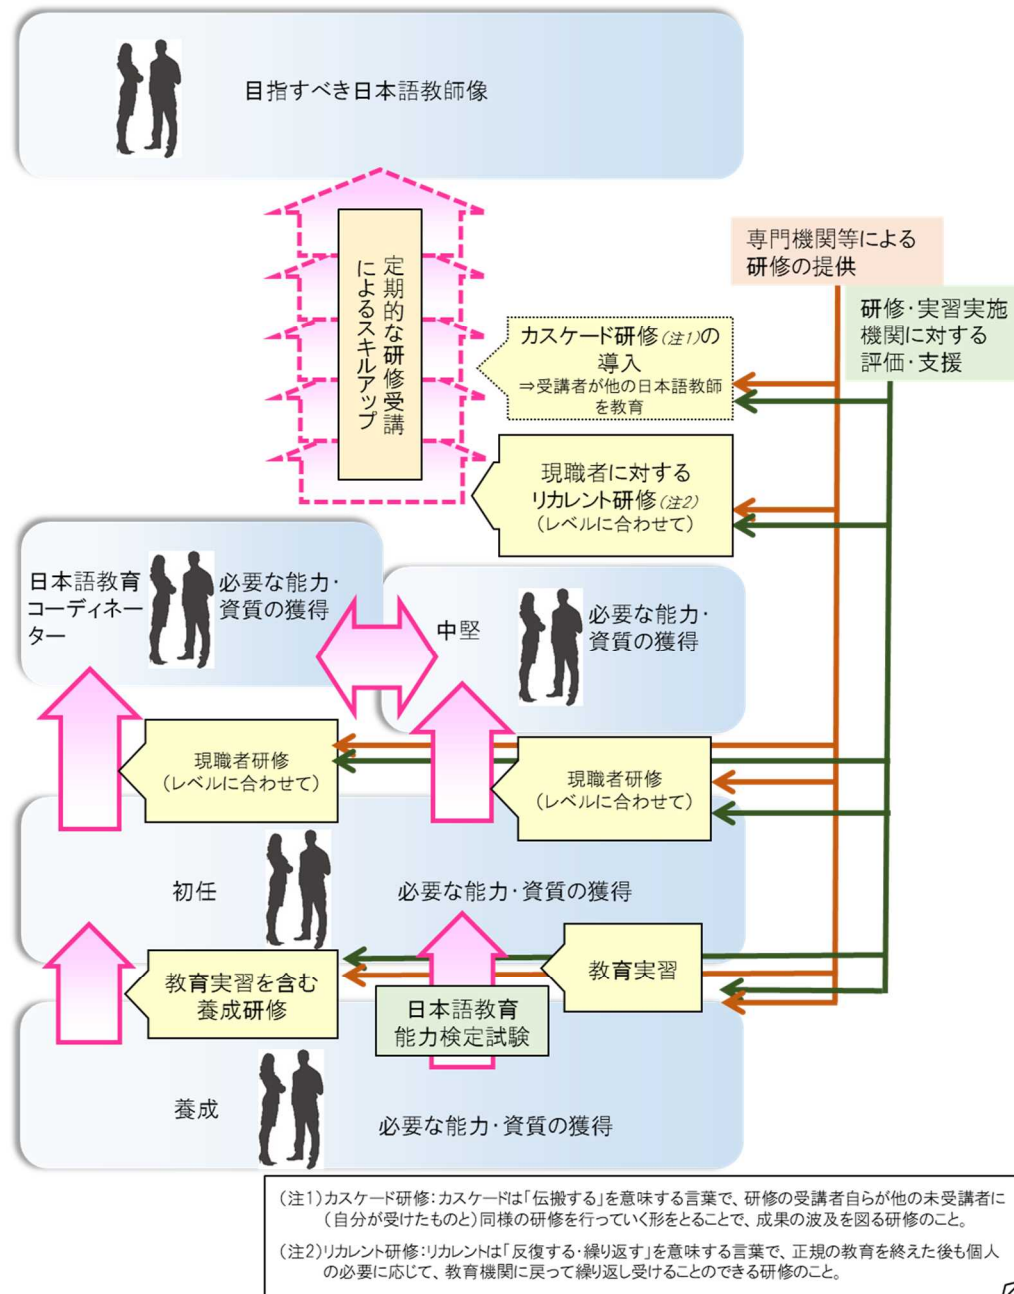 目指すべき日本語教師像
定期的な研修受講
によるスキルアップ
専門機関等による
研修の提供
研修・実習実施
機関に対する
評価・支援
カスケード研修(注1)の
導入
⇒受講者が他の日本語教師
を教育
現職者に対する
リカレント研修(注2)
(レベルに合わせて)
日本語教育
コーディネー
ター
必要な能力・
資質の獲得
中堅
必要な能力・
資質の獲得
現職者研修
(レベルに合わせて)
現職者研修
(レベルに合わせて)
初任
必要な能力・資質の獲得
教育実習を含む
養成研修
日本語教育
能力検定試験
教育実習
養成
必要な能力・資質の獲得
(注1)カスケード研修:カスケードは「伝搬する」を意味する言葉で、研修の受講者自らが他の未受講者に
(自分が受けたものと)同様の研修を行っていく形をとることで、成果の波及を図る研修のこと。
(注2)リカレント研修:リカレントは「反復する・繰り返す」を意味する言葉で、正規の教育を終えた後も個人
の必要に応じて、教育機関に戻って繰り返し受けることのできる研修のこと。